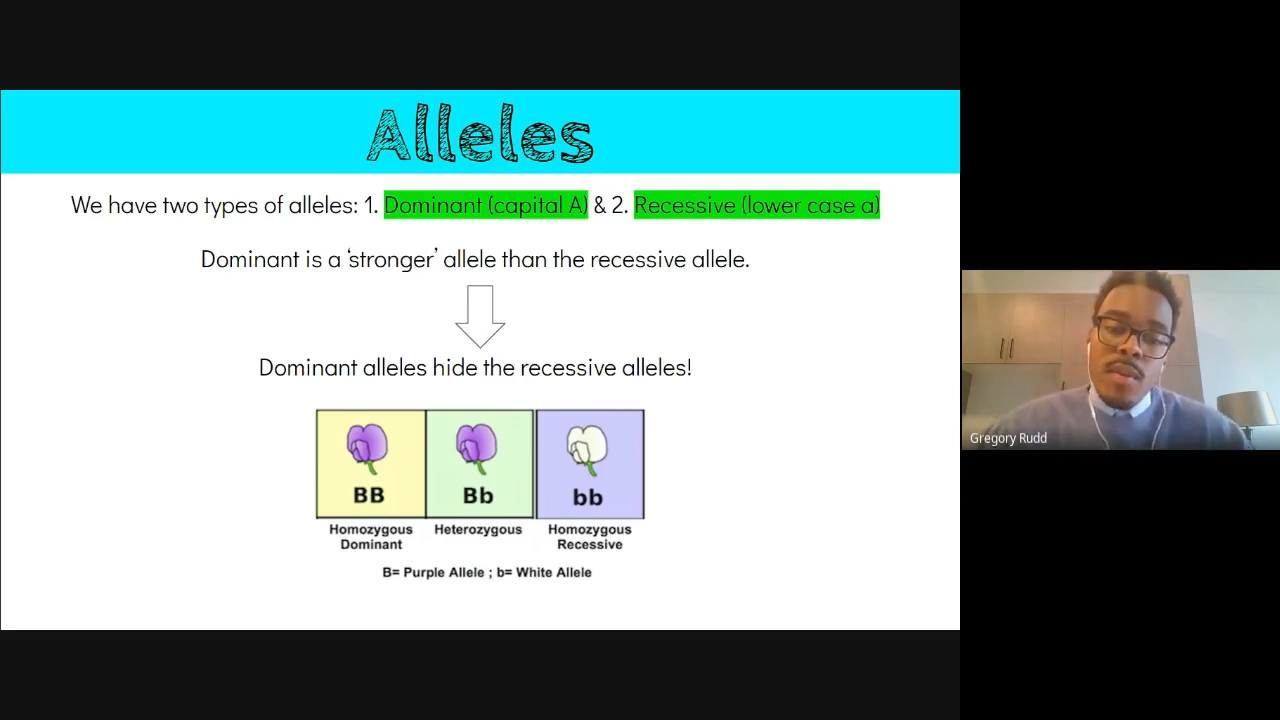 Alleles
We have two types of alleles: 1. Dominant (capital A) & 2. Recessive (lower case a)
Dominant is a ‘stronger’ allele than the recessive allele.
Dominant alleles hide the recessive alleles!
BB Bb bb
Homozygous Dominant
Heterozygous
Homozygous Recessive
B= Purple Allele ; b= White Allele
Gregory Rudd